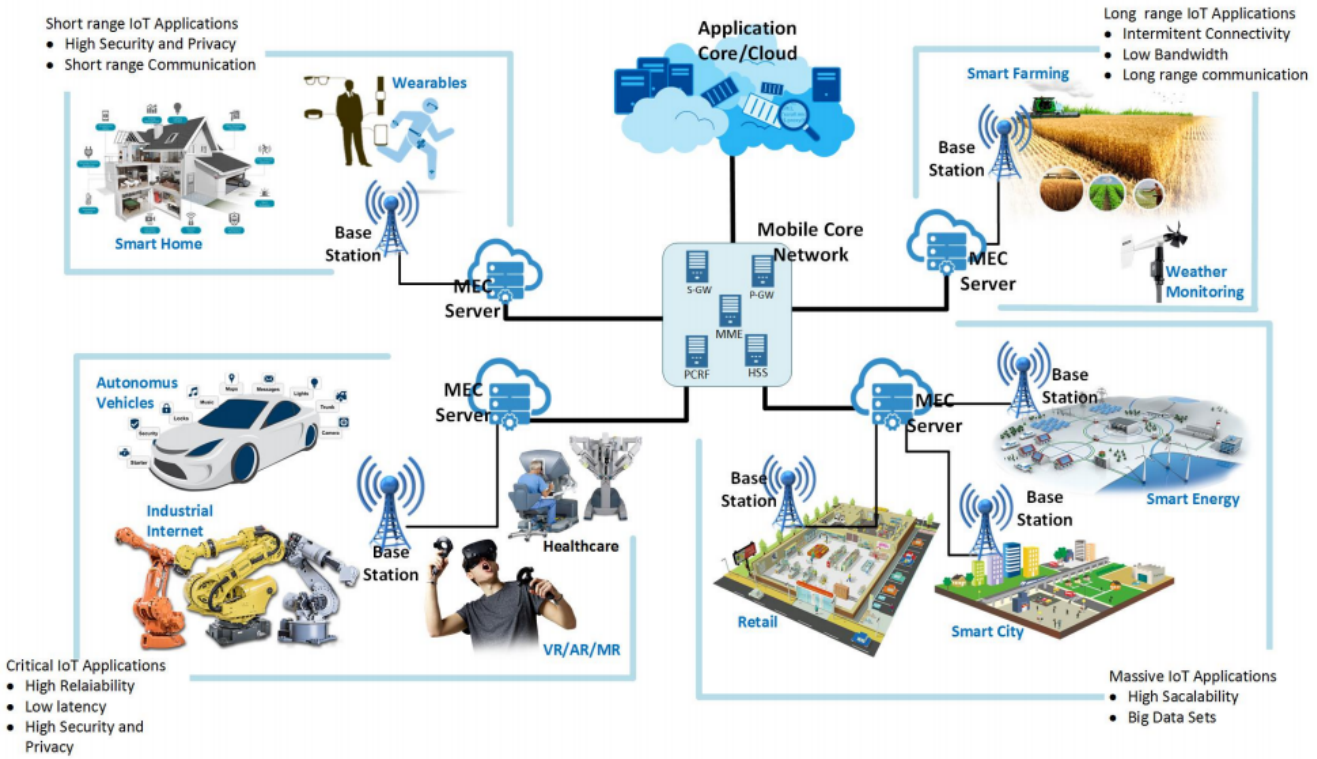 Short range IoT Applications
● High Security and Privacy
● Short range Communication
Wearables
Smart Home
Base
Station
MEC
Server
Application
Core/Cloud
Long range IoT Applications
● Intermitent Connectivity
● Low Bandwidth
● Long range communication
Smart Farming
Base
Station
MEC
Server
Weather
Monitoring
Mobile Core
Network
S-GW
P-GW
MME
PCRF
HSS
Autonomus
Vehicles
Maps
Messages
Lights
Music
Trunk
Locks
Security
Camera
Starter
MEC
Server
Industrial
Internet
Base
Station
Healthcare
VR/AR/MR
Critical IoT Applications
● High Relaiability
● Low latency
● High Security and
Privacy
MEC
Server
Base
Station
Smart Energy
Base
Station
Retail
Base
Station
Smart City
Massive IoT Applications
● High Sacalability
● Big Data Sets